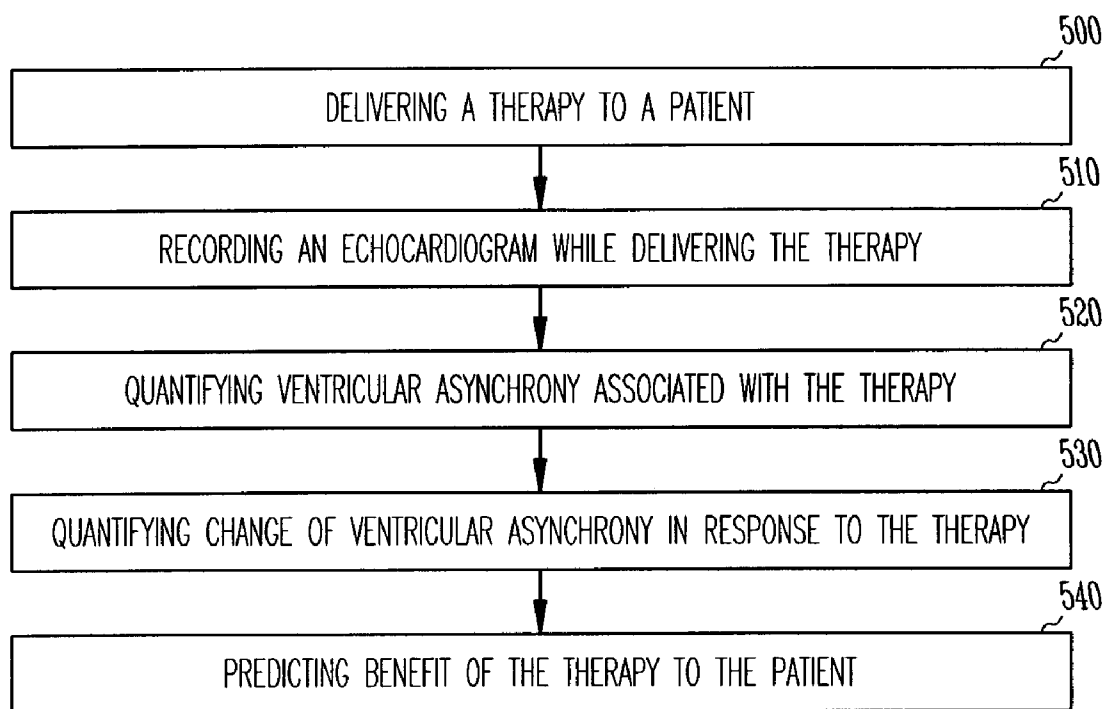 500
DELIVERING A THERAPY TO A PATIENT
510
RECORDING AN ECHOCARDIOGRAM WHILE DELIVERING THE THERAPY
520
QUANTIFYING VENTRICULAR ASYNCHRONY ASSOCIATED WITH THE THERAPY
530
QUANTIFYING CHANGE OF VENTRICULAR ASYNCHRONY IN RESPONSE TO THE THERAPY
540
PREDICTING BENEFIT OF THE THERAPY TO THE PATIENT